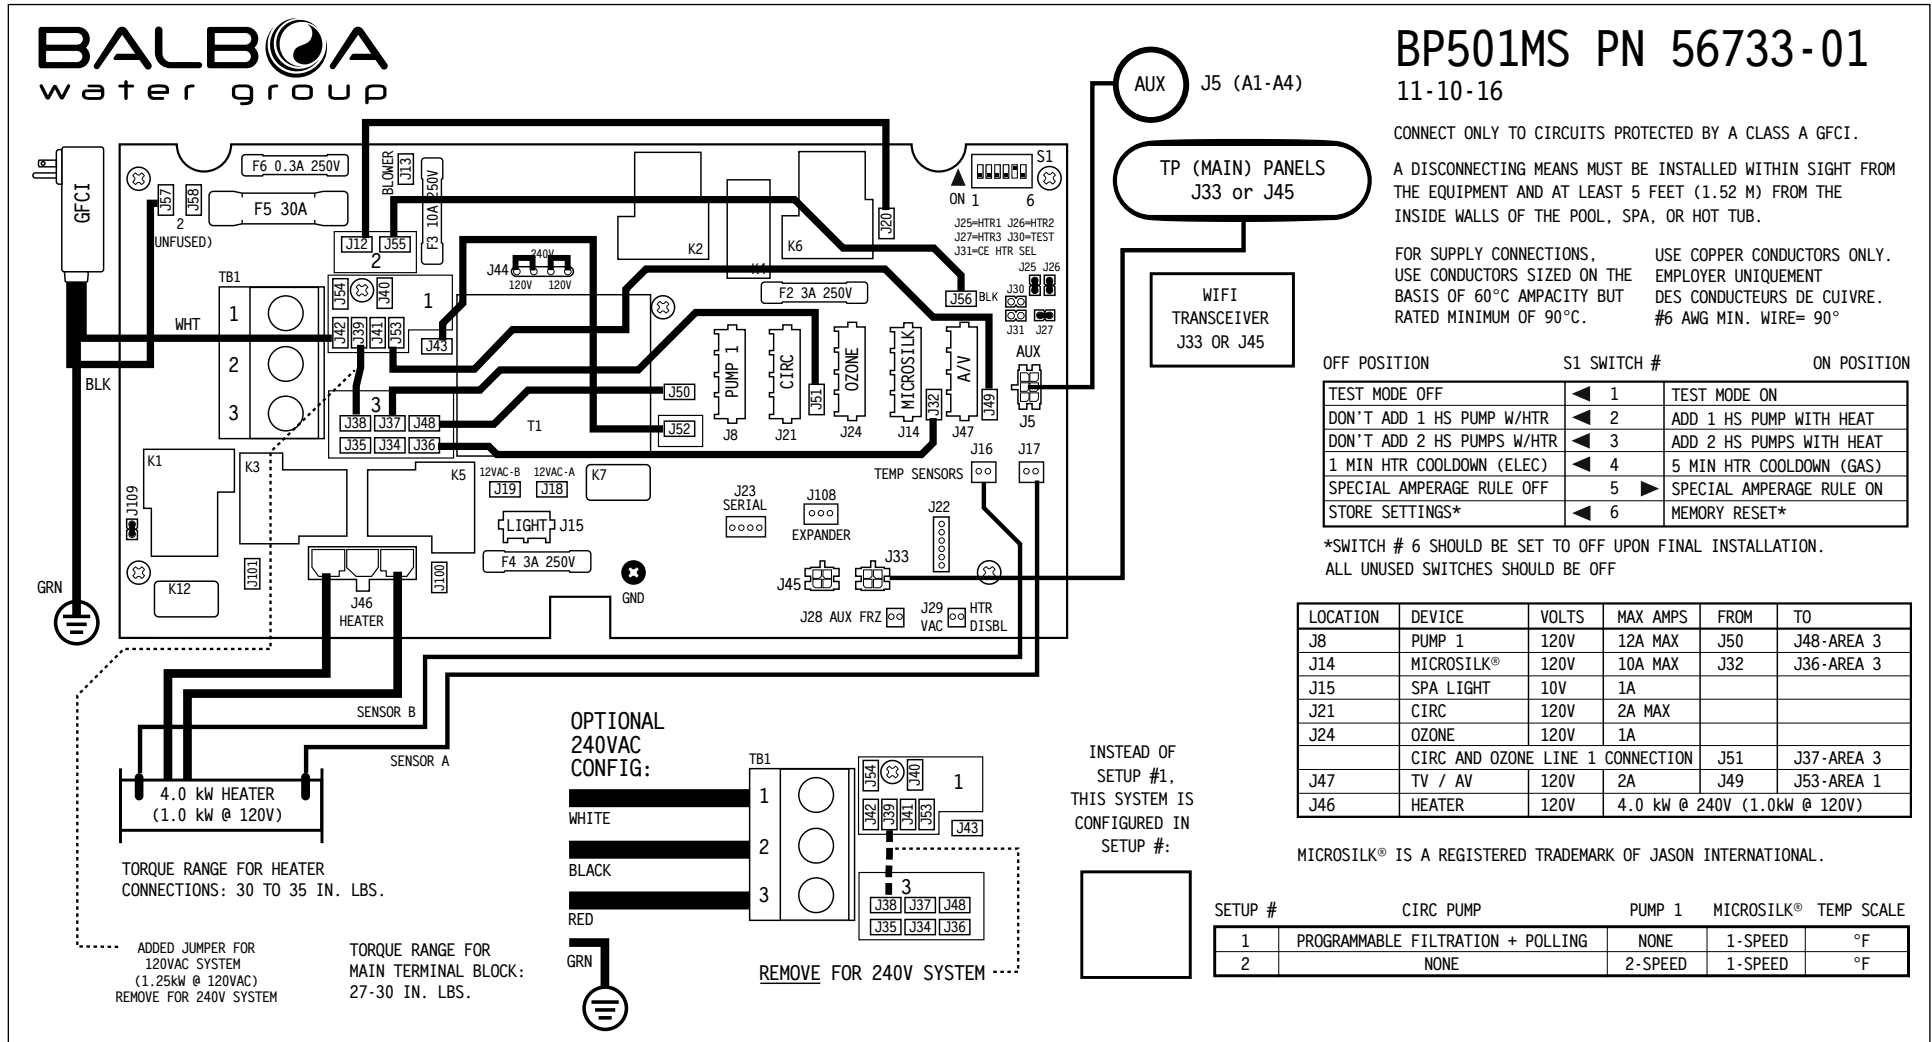 BALBOA
water group
BP501MS PN 56733-01
11-10-16
CONNECT ONLY TO CIRCUITS PROTECTED BY A CLASS A GFCI.
A DISCONNECTING MEANS MUST BE INSTALLED WITHIN SIGHT FROM
THE EQUIPMENT AND AT LEAST 5 FEET (1.52 M) FROM THE
INSIDE WALLS OF THE POOL, SPA, OR HOT TUB.
FOR SUPPLY CONNECTIONS,
USE CONDUCTORS SIZED ON THE
BASIS OF 60°C AMPACITY BUT
RATED MINIMUM OF 90°C.
USE COPPER CONDUCTORS ONLY.
EMPLOYER UNIQUEMENT
DES CONDUCTEURS DE CUIVRE.
#6 AWG MIN. WIRE= 90°
AUX J5 (A1-A4)
TP (MAIN) PANELS
J33 or J45
WIFI
TRANSCEIVER
J33 OR J45
GFCI
WHT
BLK
GRN
J57
J58
2
UNFUSED)
F6 0.3A 250V
F5 30A
BLOWER
J13
F3 10A 250V
J12 J55
2
J20
K2
K4
K6
S1
ON 1 6
J25=HTR1 J26=HTR2
J27=HTR3 J30=TEST
J31=CE HTR SEL
J25 J26
J30
J31 J27
240V
J44
120V 120V
F2 3A 250V
J56 BLK
TB1
1
2
3
J54
J40
1
J42
J39
J41
J53
J43
3
J38 J37 J48
J35 J34 J36
T1
J50
J52
PUMP 1
J8
CIRC
J21
J51
OZONE
J24
MICROSILK
J14
J32
A/V
J47
J49
AUX
J5
J16 J17
TEMP SENSORS
K1
K3
K5
K7
K12
J109
J101
J100
12VAC-B 12VAC-A
J19 J18
LIGHT J15
F4 3A 250V
GND
J46
HEATER
J23
SERIAL
J108
EXPANDER
J22
J45
J33
J28 AUX FRZ
J29
VAC
HTR
DISBL
SENSOR B
SENSOR A
4.0 kW HEATER
(1.0 kW @ 120V)
TORQUE RANGE FOR HEATER
CONNECTIONS: 30 TO 35 IN. LBS.
ADDED JUMPER FOR
120VAC SYSTEM
(1.25kW @ 120VAC)
REMOVE FOR 240V SYSTEM
TORQUE RANGE FOR
MAIN TERMINAL BLOCK:
27-30 IN. LBS.
OPTIONAL
240VAC
CONFIG:
WHITE
BLACK
RED
GRN
TB1
1
2
3
J54
J40
1
J42
J39
J41
J53
J43
3
J38 J37 J48
J35 J34 J36
REMOVE FOR 240V SYSTEM
INSTEAD OF
SETUP #1,
THIS SYSTEM IS
CONFIGURED IN
SETUP #:
OFF POSITION S1 SWITCH # ON POSITION
TEST MODE OFF ◀ 1 TEST MODE ON
DON'T ADD 1 HS PUMP W/HTR ◀ 2 ADD 1 HS PUMP WITH HEAT
DON'T ADD 2 HS PUMPS W/HTR ◀ 3 ADD 2 HS PUMPS WITH HEAT
1 MIN HTR COOLDOWN (ELEC) ◀ 4 5 MIN HTR COOLDOWN (GAS)
SPECIAL AMPERAGE RULE OFF 5 ▶ SPECIAL AMPERAGE RULE ON
STORE SETTINGS* ◀ 6 MEMORY RESET*
*SWITCH # 6 SHOULD BE SET TO OFF UPON FINAL INSTALLATION.
ALL UNUSED SWITCHES SHOULD BE OFF
LOCATION DEVICE VOLTS MAX AMPS FROM TO
J8 PUMP 1 120V 12A MAX J50 J48-AREA 3
J14 MICROSILK® 120V 10A MAX J32 J36-AREA 3
J15 SPA LIGHT 10V 1A
J21 CIRC 120V 2A MAX
J24 OZONE 120V 1A
CIRC AND OZONE LINE 1 CONNECTION J51 J37-AREA 3
J47 TV / AV 120V 2A J49 J53-AREA 1
J46 HEATER 120V 4.0 kW @ 240V (1.0kW @ 120V)
MICROSILK® IS A REGISTERED TRADEMARK OF JASON INTERNATIONAL.
SETUP # CIRC PUMP PUMP 1 MICROSILK® TEMP SCALE
1 PROGRAMMABLE FILTRATION + POLLING NONE 1-SPEED °F
2 NONE 2-SPEED 1-SPEED °F